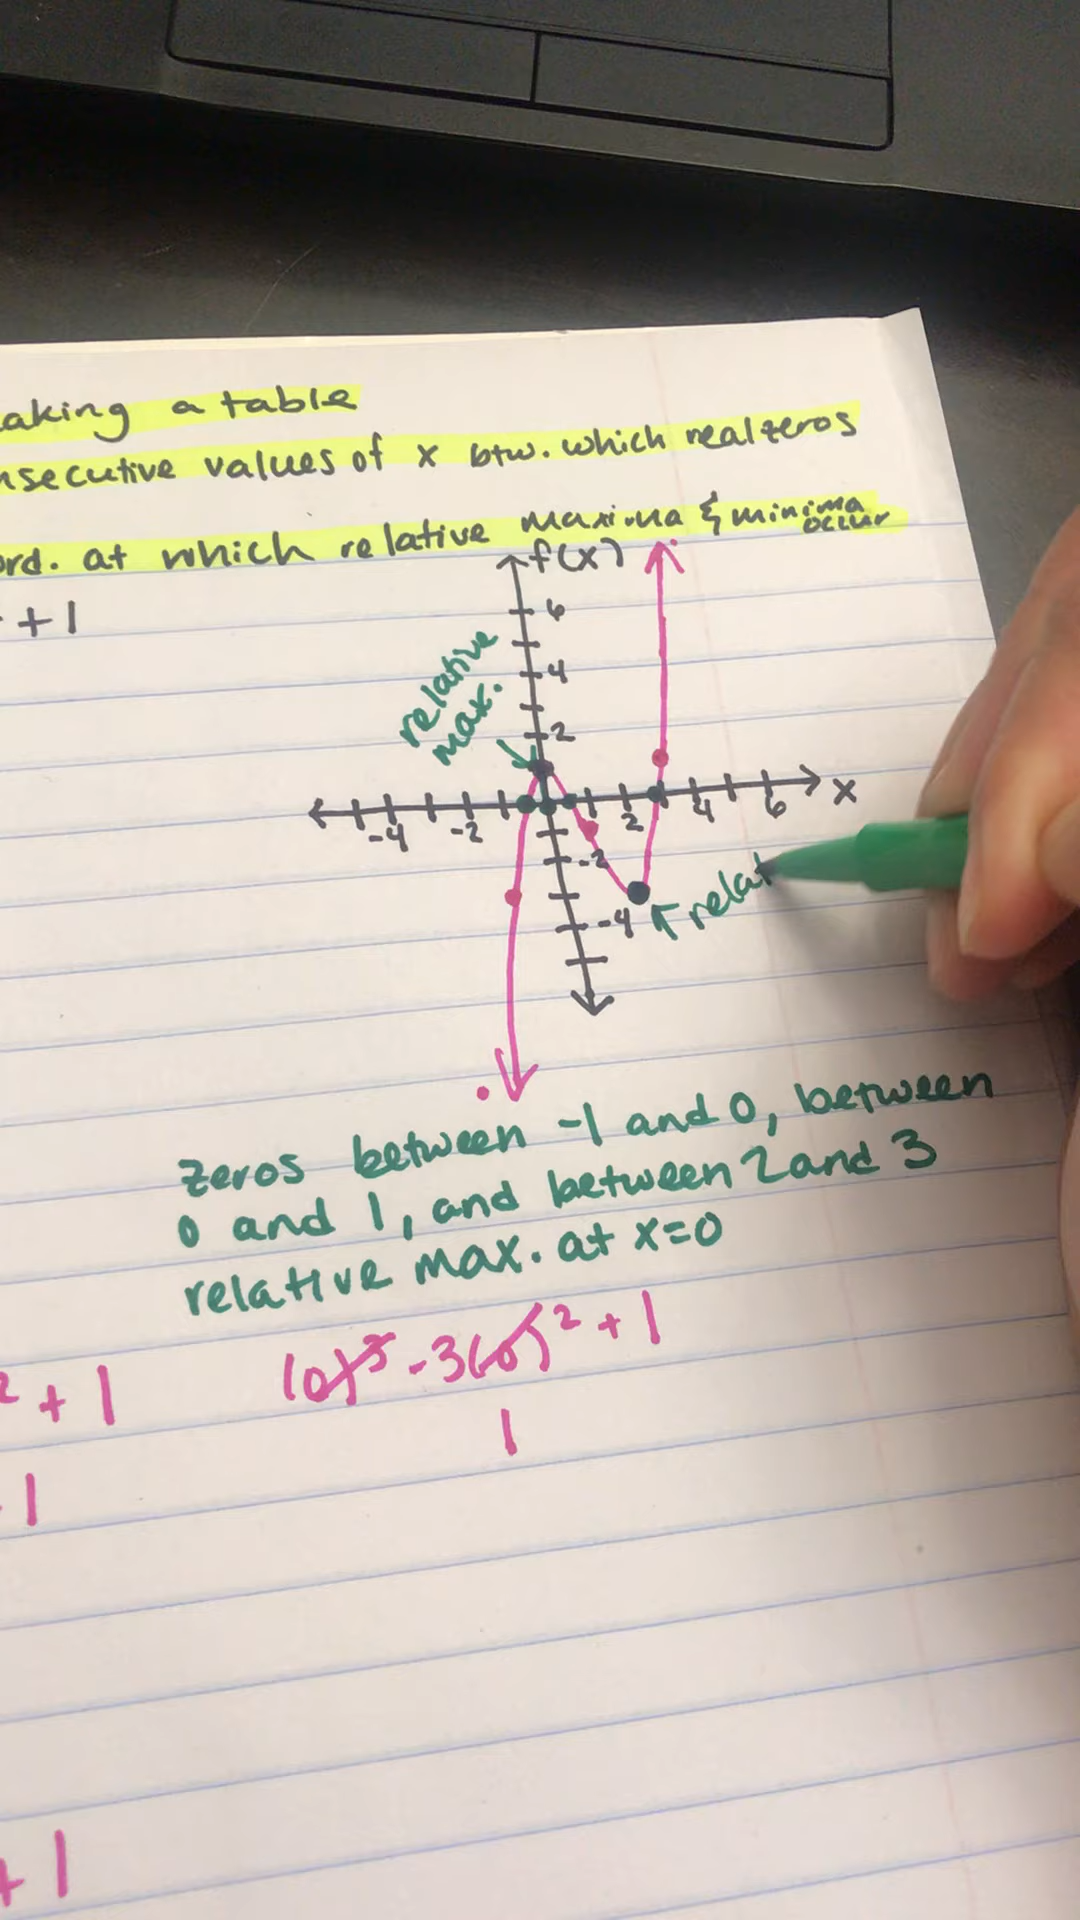 aking a table
nsecutive values of x btw. which real zeros
ord. at which relative maxima & minima
occur
+1
f(x)
6
4
2
relative
max.
-4
-2
2
4
6
x
-2
-4
relat
zeros between -1 and 0, between
0 and 1, and between 2 and 3
relative max. at x=0
(0)³ - 3(0)² + 1
1
² + 1
1
+ 1